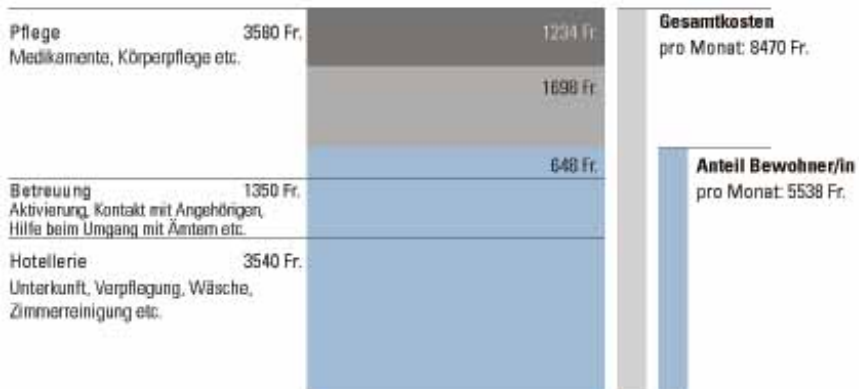 Pflege 3580 Fr.
Medikamente, Körperpflege etc.
1234 Fr.
1698 Fr.
648 Fr.
Betreuung 1350 Fr.
Aktivierung, Kontakt mit Angehörigen,
Hilfe beim Umgang mit Ämtern etc.
Hotellerie 3540 Fr.
Unterkunft, Verpflegung, Wäsche,
Zimmerreinigung etc.
Gesamtkosten
pro Monat: 8470 Fr.
Anteil Bewohner/in
pro Monat: 5538 Fr.